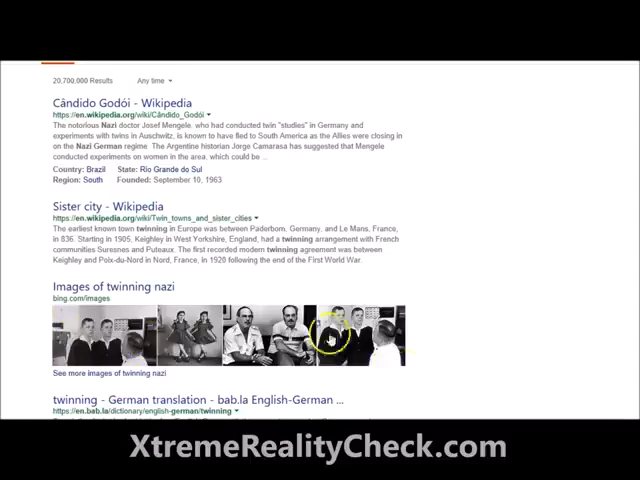 20,700,000 Results Any time
Cândido Godói - Wikipedia
https://en.wikipedia.org/wiki/Cândido_Godói
The notorious Nazi doctor Josef Mengele, who had conducted twin "studies" in Germany and
experiments with twins in Auschwitz, is known to have fled to South America as the Allies were closing in
on the Nazi German regime. The Argentine historian Jorge Camarasa has suggested that Mengele
conducted experiments on women in the area, which could be ...
Country: Brazil State: Rio Grande do Sul
Region: South Founded: September 10, 1963
Sister city - Wikipedia
https://en.wikipedia.org/wiki/Twin_towns_and_sister_cities
The earliest known town twinning in Europe was between Paderborn, Germany, and Le Mans, France,
in 836. Starting in 1905, Keighley in West Yorkshire, England, had a twinning arrangement with French
communities Suresnes and Puteaux. The first recorded modern twinning agreement was between
Keighley and Poix-du-Nord in Nord, France, in 1920 following the end of the First World War.
Images of twinning nazi
bing.com/images
See more images of twinning nazi
twinning - German translation - bab.la English-German ...
https://en.bab.la/dictionary/english-german/twinning
XtremeRealityCheck.com